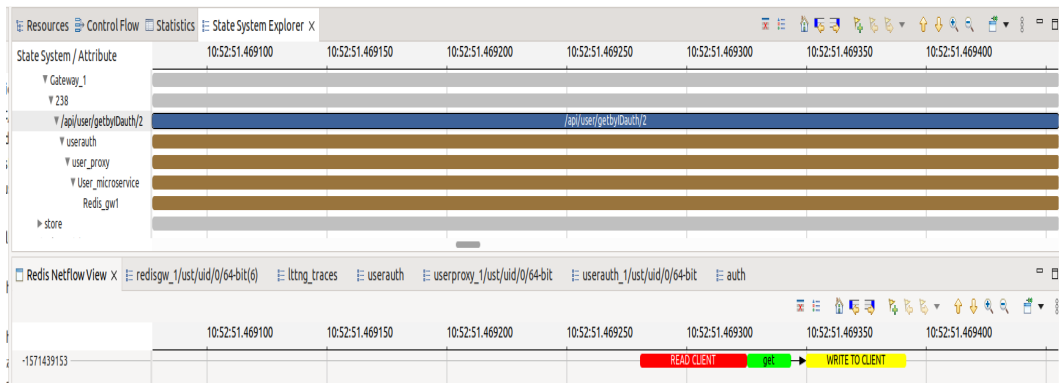 Resources Control Flow Statistics State System Explorer
State System / Attribute 10:52:51.469100 10:52:51.469150 10:52:51.469200 10:52:51.469250 10:52:51.469300 10:52:51.469350 10:52:51.469400
Gateway_1
238
/api/user/getbyIDauth/2 /api/user/getbyIDauth/2
userauth
user_proxy
User_microservice
Redis_gw1
store
Redis Netflow View redisgw_1/ust/uid/0/64-bit(6) lttng_traces userauth userproxy_1/ust/uid/0/64-bit userauth_1/ust/uid/0/64-bit auth
10:52:51.469100 10:52:51.469150 10:52:51.469200 10:52:51.469250 10:52:51.469300 10:52:51.469350 10:52:51.469400
-1571439153 READ CLIENT get WRITE TO CLIENT